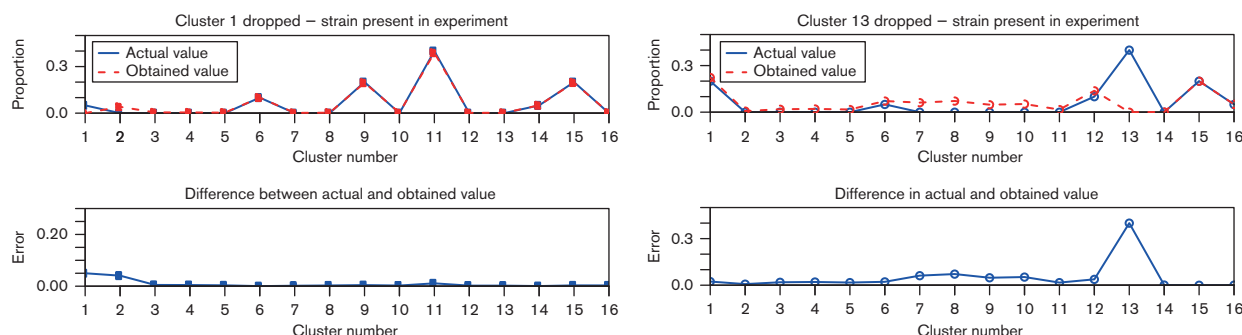 Cluster 1 dropped – strain present in experiment
Proportion
0.3
0.0
Actual value
Obtained value
1 2 3 4 5 6 7 8 9 10 11 12 13 14 15 16
Cluster number
Difference between actual and obtained value
Error
0.20
0.00
1 2 3 4 5 6 7 8 9 10 11 12 13 14 15 16
Cluster number
Cluster 13 dropped – strain present in experiment
Proportion
0.3
0.0
Actual value
Obtained value
1 2 3 4 5 6 7 8 9 10 11 12 13 14 15 16
Cluster number
Difference in actual and obtained value
Error
0.3
0.0
1 2 3 4 5 6 7 8 9 10 11 12 13 14 15 16
Cluster number